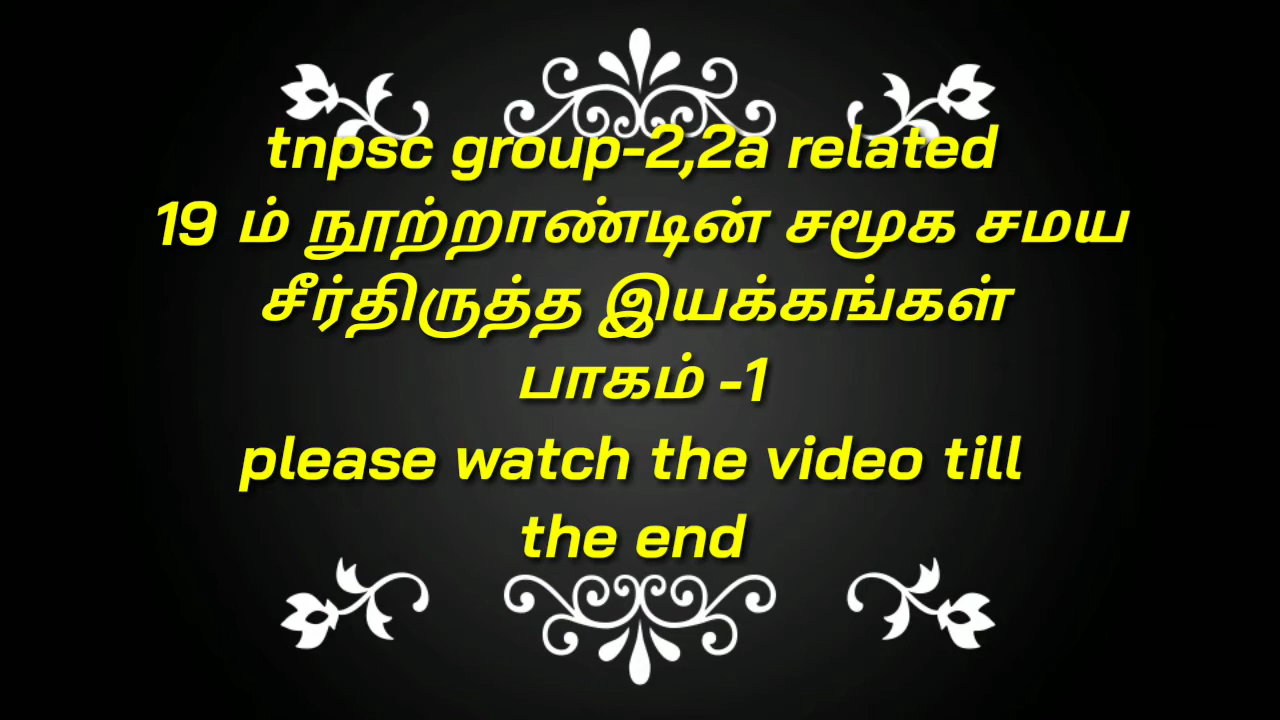 tnpsc group-2,2a related
19 ம் நூற்றாண்டின் சமூக சமய
சீர்திருத்த இயக்கங்கள்
பாகம் -1
please watch the video till
the end